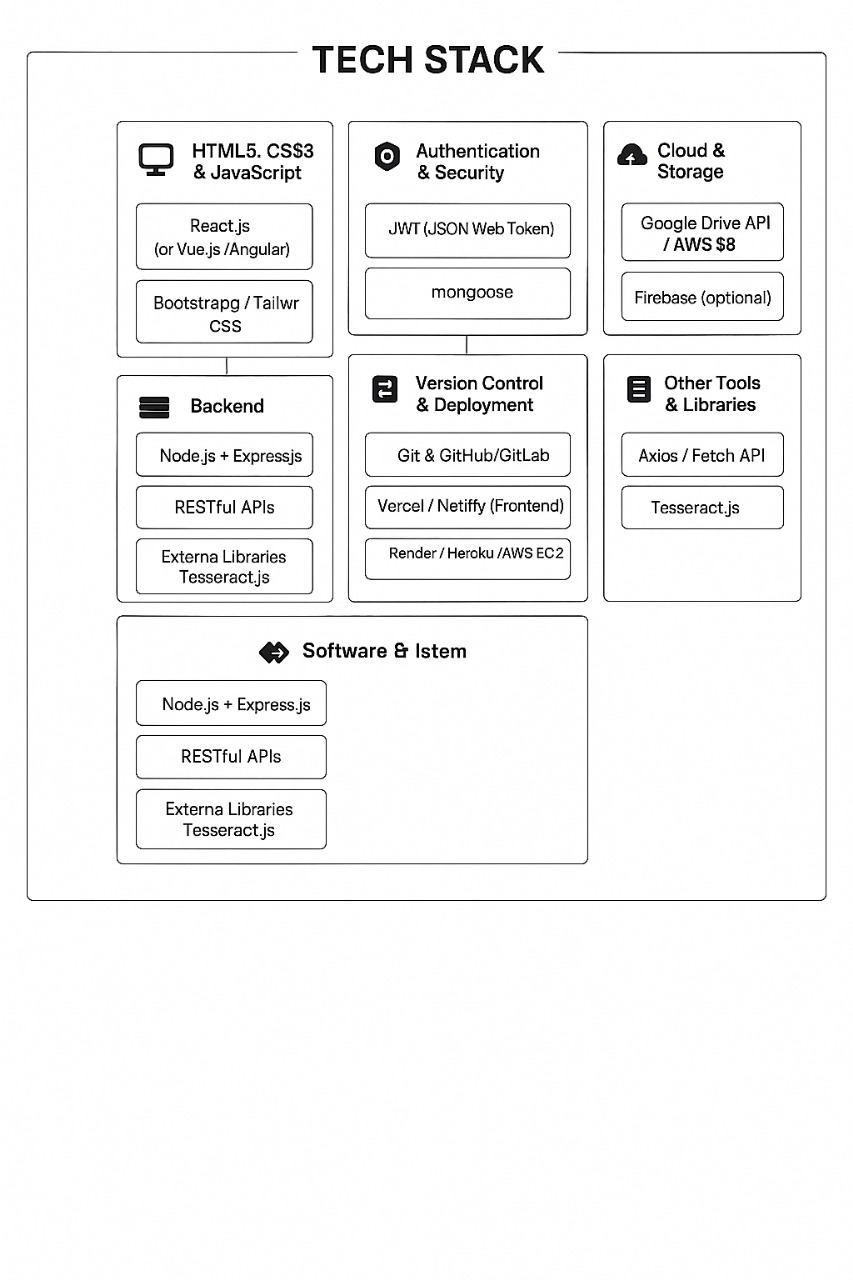 TECH STACK
HTML5. CS$3
& JavaScript
React.js
(or Vue.js /Angular)
Bootstrapg / Tailwr
CSS
Authentication
& Security
JWT (JSON Web Token)
mongoose
Cloud &
Storage
Google Drive API
/ AWS $8
Firebase (optional)
Backend
Node.js + Expressjs
RESTful APIs
Externa Libraries
Tesseract.js
Version Control
& Deployment
Git & GitHub/GitLab
Vercel / Netiffy (Frontend)
Render / Heroku /AWS EC2
Other Tools
& Libraries
Axios / Fetch API
Tesseract.js
Software & Istem
Node.js + Express.js
RESTful APIs
Externa Libraries
Tesseract.js